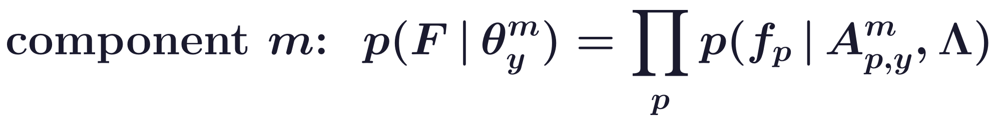 component m: p(F | θ_y^m) = ∏_p p(f_p | A_{p,y}^m, Λ)